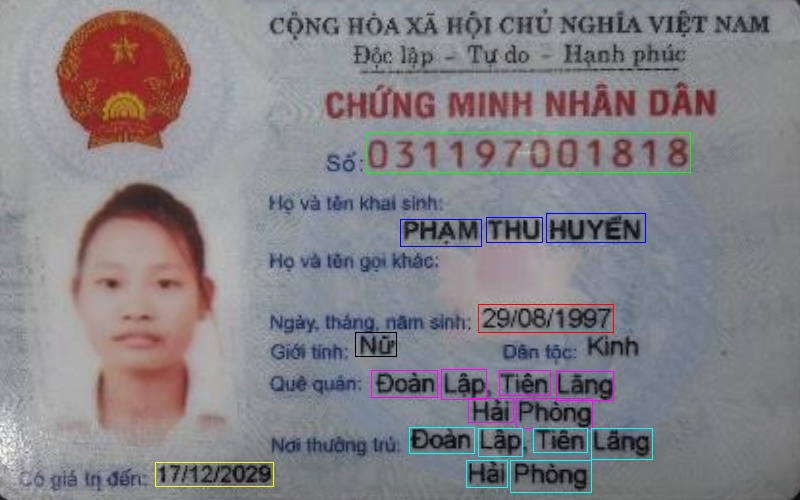 CỘNG HÒA XÃ HỘI CHỦ NGHĨA VIỆT NAM
Độc lập - Tự do - Hạnh phúc
CHỨNG MINH NHÂN DÂN
Số: 031197001818
Họ và tên khai sinh:
PHẠM THU HUYỀN
Họ và tên gọi khác:
Ngày, tháng, năm sinh: 29/08/1997
Giới tính: Nữ Dân tộc: Kinh
Quê quán: Đoàn Lập, Tiên Lãng
Hải Phòng
Nơi thường trú: Đoàn Lập, Tiên Lãng
Hải Phòng
Có giá trị đến: 17/12/2029